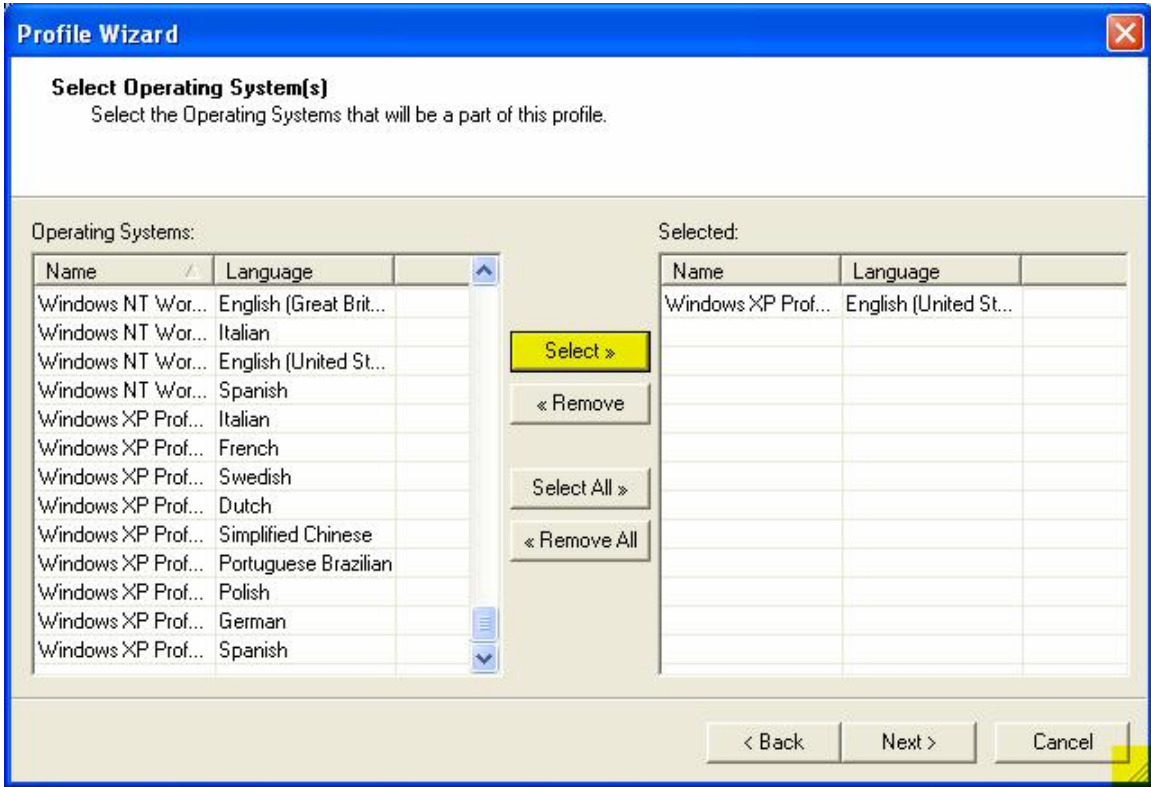 Profile Wizard
Select Operating System(s)
Select the Operating Systems that will be a part of this profile.
Operating Systems:
Name Language
Windows NT Wor... English (Great Brit...
Windows NT Wor... Italian
Windows NT Wor... English (United St...
Windows NT Wor... Spanish
Windows XP Prof... Italian
Windows XP Prof... French
Windows XP Prof... Swedish
Windows XP Prof... Dutch
Windows XP Prof... Simplified Chinese
Windows XP Prof... Portuguese Brazilian
Windows XP Prof... Polish
Windows XP Prof... German
Windows XP Prof... Spanish
Select »
« Remove
Select All »
« Remove All
Selected:
Name Language
Windows XP Prof... English (United St...
< Back Next > Cancel